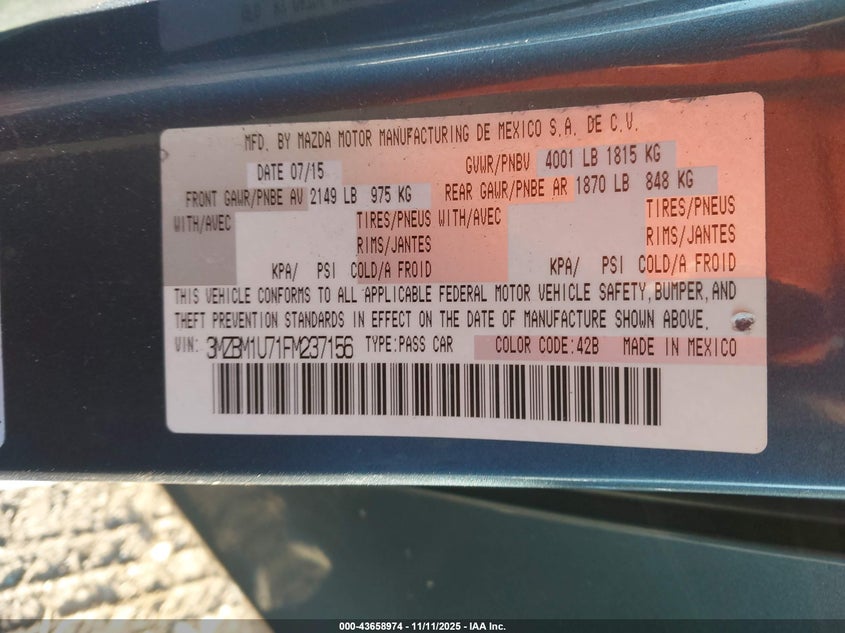 MFD. BY MAZDA MOTOR MANUFACTURING DE MEXICO S.A. DE C.V.
DATE 07/15 GVWR/PNBV 4001 LB 1815 KG
FRONT GAWR/PNBE AV 2149 LB 975 KG REAR GAWR/PNBE AR 1870 LB 848 KG
WITH/AVEC TIRES/PNEUS WITH/AVEC TIRES/PNEUS
RIMS/JANTES RIMS/JANTES
KPA/ PSI COLD/A FROID KPA/ PSI COLD/A FROID
THIS VEHICLE CONFORMS TO ALL APPLICABLE FEDERAL MOTOR VEHICLE SAFETY, BUMPER, AND
THEFT PREVENTION STANDARDS IN EFFECT ON THE DATE OF MANUFACTURE SHOWN ABOVE.
VIN: 3MZBM1U71FM237156 TYPE:PASS CAR COLOR CODE:42B MADE IN MEXICO
000-43658974 - 11/11/2025 - IAA Inc.